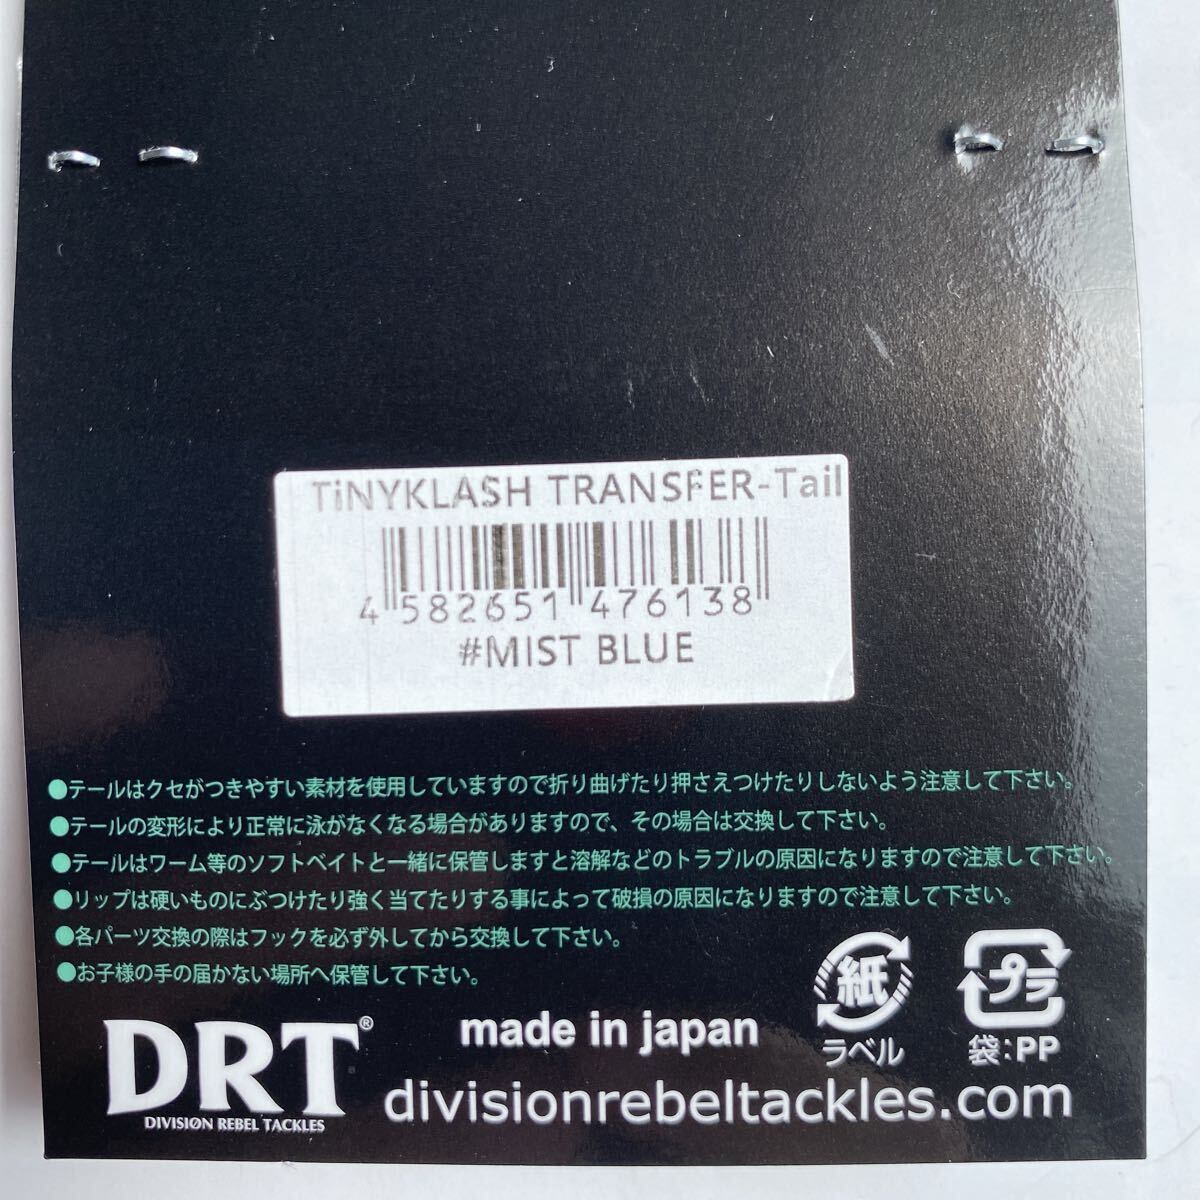 TiNYKLASH TRANSFER-Tail
4 582651 476138
#MIST BLUE
●テールはクセがつきやすい素材を使用していますので折り曲げたり押さえつけたりしないよう注意して下さい。
●テールの変形により正常に泳がなくなる場合がありますので、その場合は交換して下さい。
●テールはワーム等のソフトベイトと一緒に保管しますと溶解などのトラブルの原因になりますので注意して下さい。
●リップは硬いものにぶつけたり強く当てたりする事によって破損の原因になりますので注意して下さい。
●各パーツ交換の際はフックを必ず外してから交換して下さい。
●お子様の手の届かない場所へ保管して下さい。
紙
ラベル
プラ
袋:PP
DRT®
DIVISIØN REBEL TACKLES
made in japan
divisionrebeltackles.com